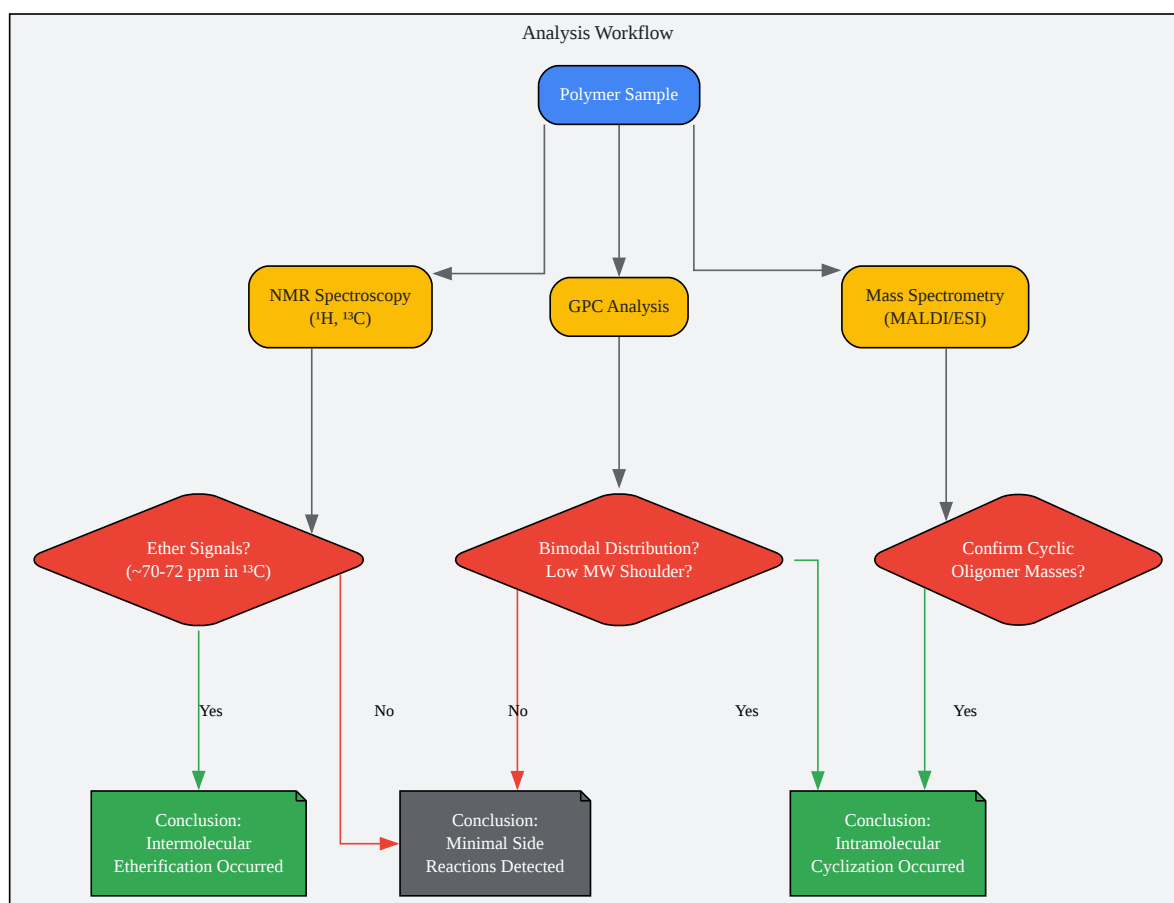 Analysis Workflow
Polymer Sample
NMR Spectroscopy
(¹H, ¹³C)
GPC Analysis
Mass Spectrometry
(MALDI/ESI)
Ether Signals?
(~70-72 ppm in ¹³C)
Bimodal Distribution?
Low MW Shoulder?
Confirm Cyclic
Oligomer Masses?
Yes
No
No
Yes
Yes
Conclusion:
Intermolecular
Etherification Occurred
Conclusion:
Minimal Side
Reactions Detected
Conclusion:
Intramolecular
Cyclization Occurred